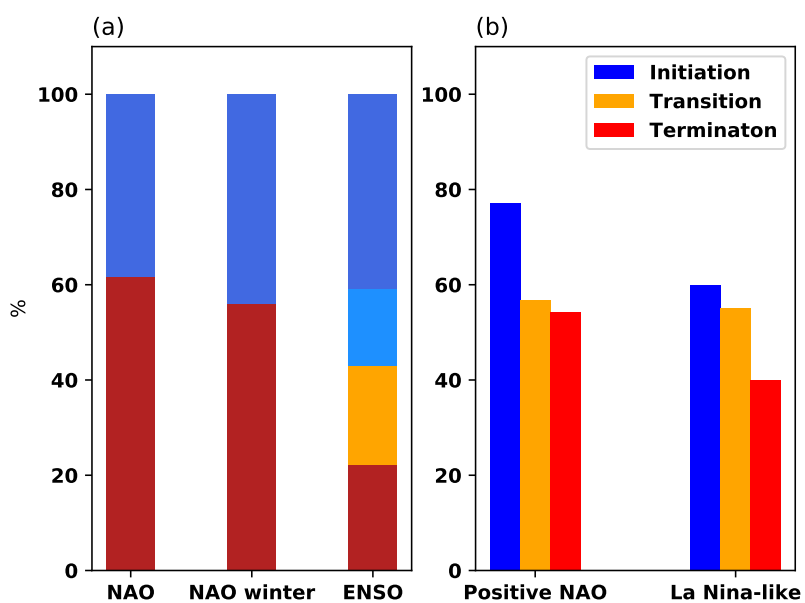 (a)
(b)
%
100
80
60
40
20
0
NAO
NAO winter
ENSO
100
80
60
40
20
0
Initiation
Transition
Terminaton
Positive NAO
La Nina-like